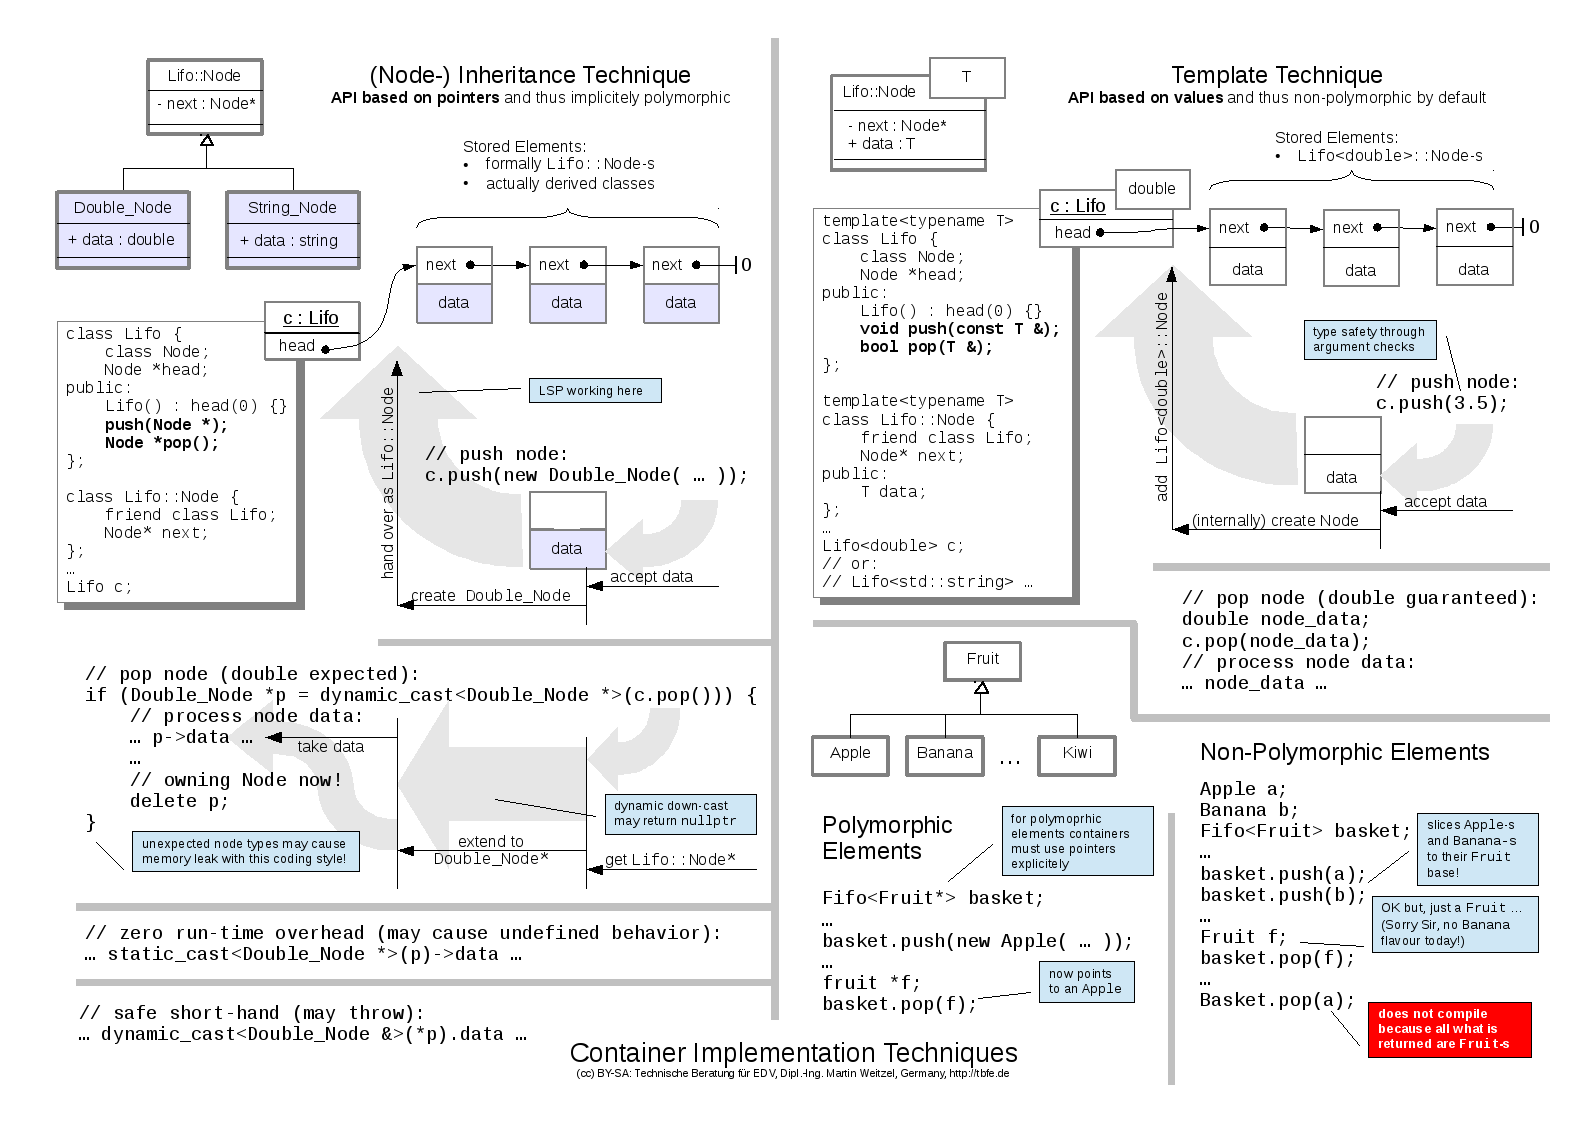 Lifo::Node
- next : Node*
Double_Node
+ data : double
String_Node
+ data : string
(Node-) Inheritance Technique
API based on pointers and thus implicitely polymorphic
Stored Elements:
• formally Lifo::Node-s
• actually derived classes
next
next
next
0
data
data
data
c : Lifo
head
class Lifo {
class Node;
Node *head;
public:
Lifo() : head(0) {}
push(Node *);
Node *pop();
};
class Lifo::Node {
friend class Lifo;
Node* next;
};
…
Lifo c;
hand over as Lifo::Node
LSP working here
// push node:
c.push(new Double_Node( … ));
data
accept data
create Double_Node
// pop node (double expected):
if (Double_Node *p = dynamic_cast<Double_Node *>(c.pop())) {
// process node data:
… p->data …
…
// owning Node now!
delete p;
}
take data
dynamic down-cast
may return nullptr
unexpected node types may cause
memory leak with this coding style!
extend to
Double_Node*
get Lifo::Node*
// zero run-time overhead (may cause undefined behavior):
… static_cast<Double_Node *>(p)->data …
// safe short-hand (may throw):
… dynamic_cast<Double_Node &>(*p).data …
Template Technique
API based on values and thus non-polymorphic by default
T
Lifo::Node
- next : Node*
+ data : T
Stored Elements:
• Lifo<double>::Node-s
double
c : Lifo
head
next
next
next
0
data
data
data
template<typename T>
class Lifo {
class Node;
Node *head;
public:
Lifo() : head(0) {}
void push(const T &);
bool pop(T &);
};
template<typename T>
class Lifo::Node {
friend class Lifo;
Node* next;
public:
T data;
};
…
Lifo<double> c;
// or:
// Lifo<std::string> …
add Lifo<double>::Node
type safety through
argument checks
// push node:
c.push(3.5);
data
accept data
(internally) create Node
// pop node (double guaranteed):
double node_data;
c.pop(node_data);
// process node data:
… node_data …
Fruit
Apple
Banana
…
Kiwi
Polymorphic
Elements
for polymoprhic
elements containers
must use pointers
explicitely
Fifo<Fruit*> basket;
…
basket.push(new Apple( … ));
…
fruit *f;
basket.pop(f);
now points
to an Apple
Non-Polymorphic Elements
Apple a;
Banana b;
Fifo<Fruit> basket;
…
basket.push(a);
basket.push(b);
…
Fruit f;
basket.pop(f);
…
Basket.pop(a);
slices Apple-s
and Banana-s
to their Fruit
base!
OK but, just a Fruit …
(Sorry Sir, no Banana
flavour today!)
does not compile
because all what is
returned are Fruit-s
Container Implementation Techniques
(cc) BY-SA: Technische Beratung für EDV, Dipl.-Ing. Martin Weitzel, Germany, http://tbfe.de